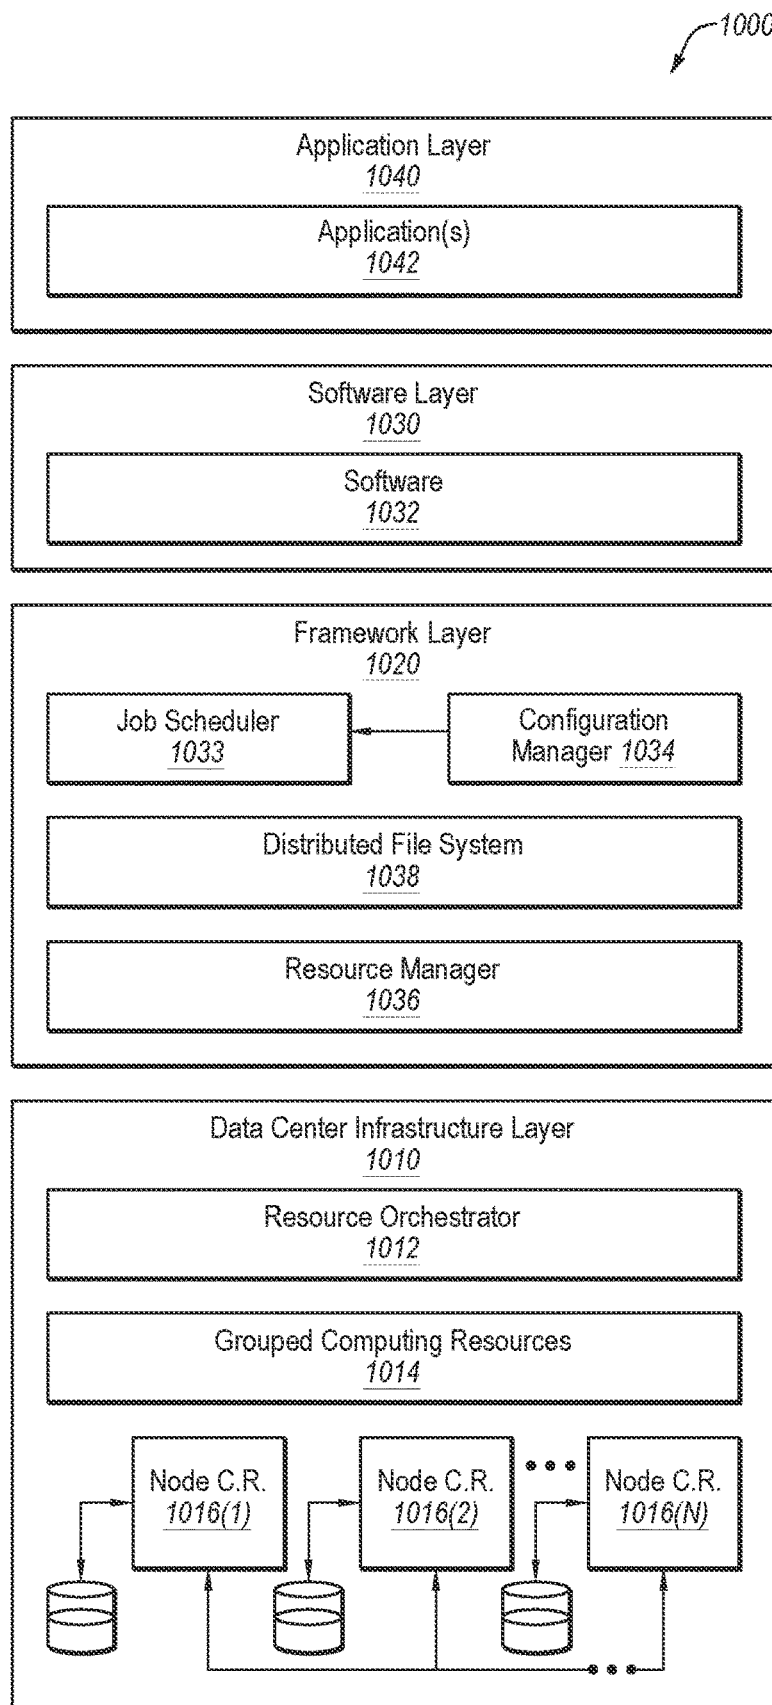 1000
Application Layer
1040
Application(s)
1042
Software Layer
1030
Software
1032
Framework Layer
1020
Job Scheduler
1033
Configuration
Manager 1034
Distributed File System
1038
Resource Manager
1036
Data Center Infrastructure Layer
1010
Resource Orchestrator
1012
Grouped Computing Resources
1014
Node C.R.
1016(1)
Node C.R.
1016(2)
Node C.R.
1016(N)